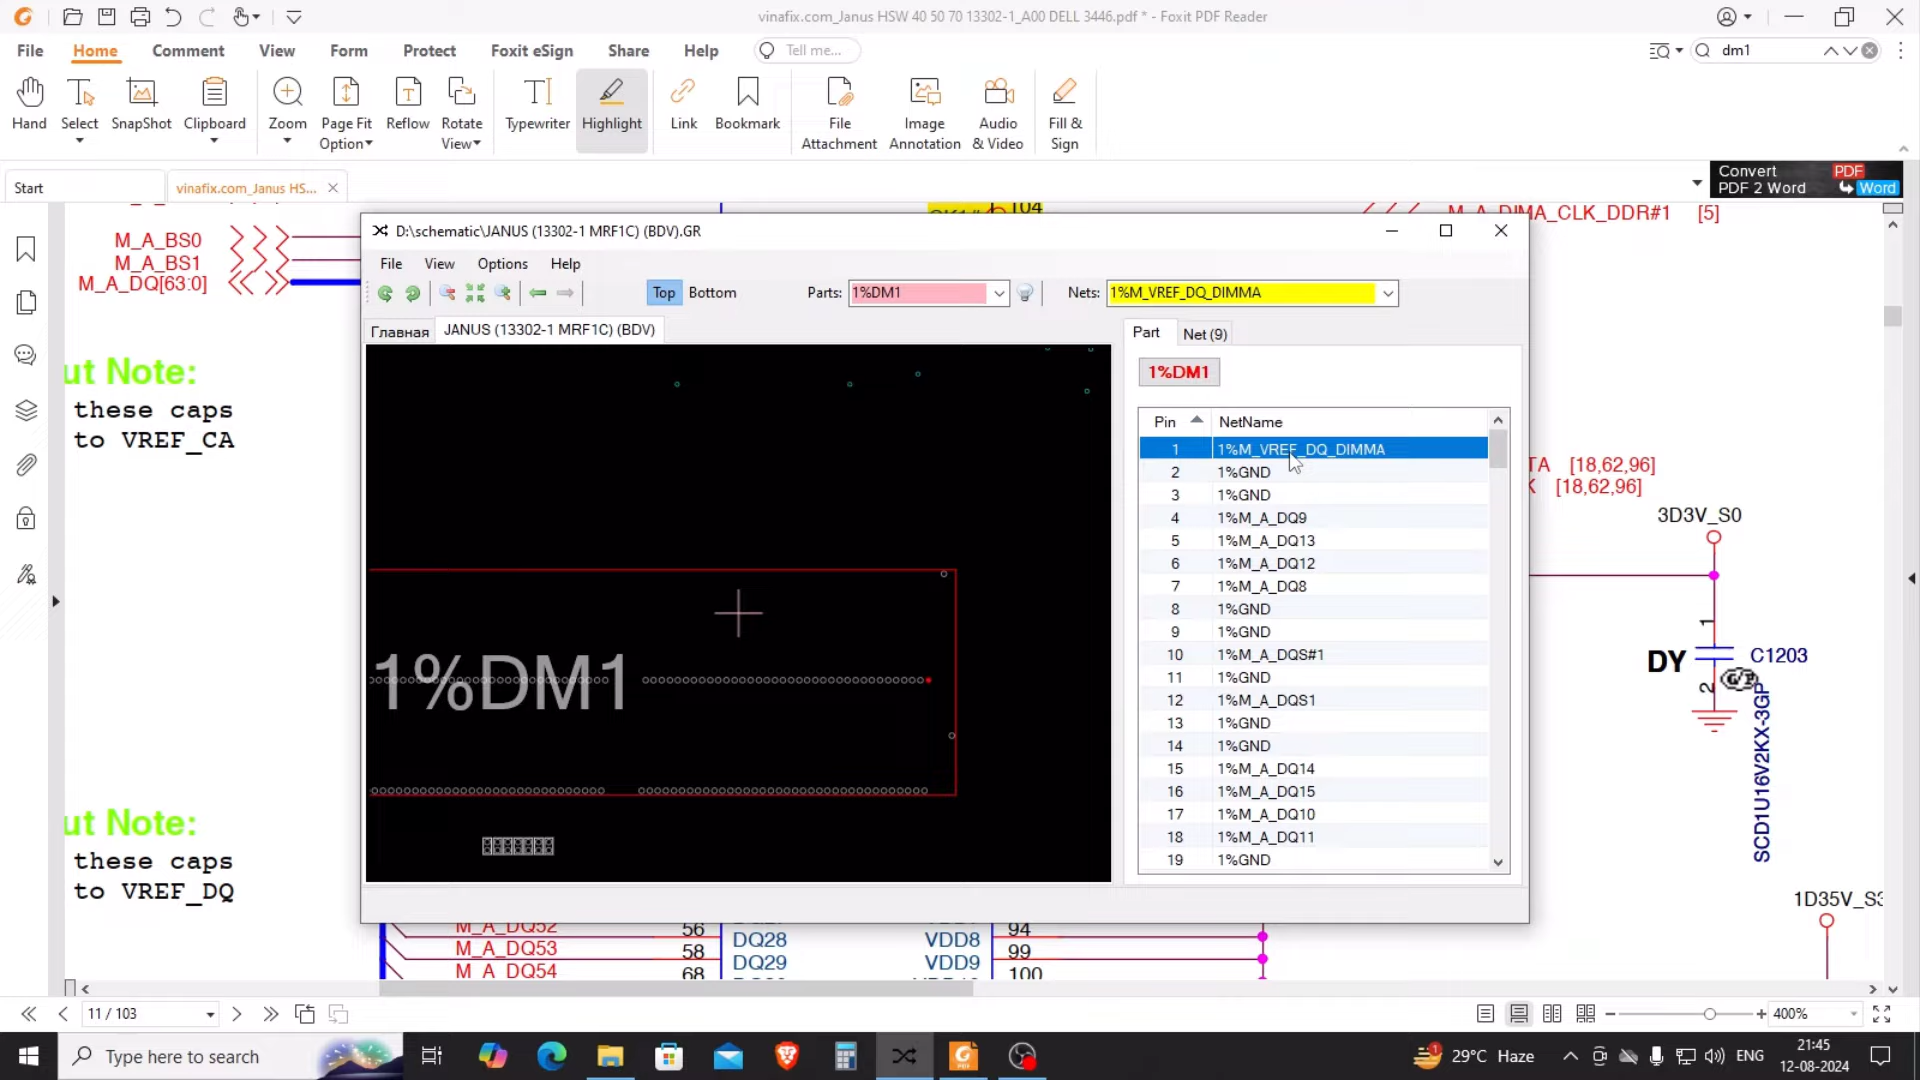 vinafix.com_Janus HSW 40 50 70 13302-1_A00 DELL 3446.pdf * - Foxit PDF Reader
File Home Comment View Form Protect Foxit eSign Share Help Tell me... dm1
Hand Select SnapShot Clipboard Zoom Page Fit Option Reflow Rotate View Typewriter Highlight Link Bookmark File Attachment Image Annotation Audio & Video Fill & Sign
Start vinafix.com_Janus HS...
Convert PDF 2 Word PDF Word
104
M_A_DIMA_CLK_DDR#1 [5]
M_A_BS0
M_A_BS1
M_A_DQ[63:0]
ut Note:
these caps
to VREF_CA
ut Note:
these caps
to VREF_DQ
D:\schematic\JANUS (13302-1 MRF1C) (BDV).GR
File View Options Help
Top Bottom Parts: 1%DM1 Nets: 1%M_VREF_DQ_DIMMA
Главная JANUS (13302-1 MRF1C) (BDV)
1%DM1
Part Net (9)
1%DM1
Pin NetName
1 1%M_VREF_DQ_DIMMA
2 1%GND
3 1%GND
4 1%M_A_DQ9
5 1%M_A_DQ13
6 1%M_A_DQ12
7 1%M_A_DQ8
8 1%GND
9 1%GND
10 1%M_A_DQS#1
11 1%GND
12 1%M_A_DQS1
13 1%GND
14 1%GND
15 1%M_A_DQ14
16 1%M_A_DQ15
17 1%M_A_DQ10
18 1%M_A_DQ11
19 1%GND
TA [18,62,96]
K [18,62,96]
3D3V_S0
1
DY C1203
2
SCD1U16V2KX-3GP
1D35V_S3
M_A_DQ52 56 DQ28 VDD8 94
M_A_DQ53 58 DQ29 VDD9 99
M_A_DQ54 68 100
11 / 103 400%
Type here to search
29°C Haze ENG 21:45
12-08-2024